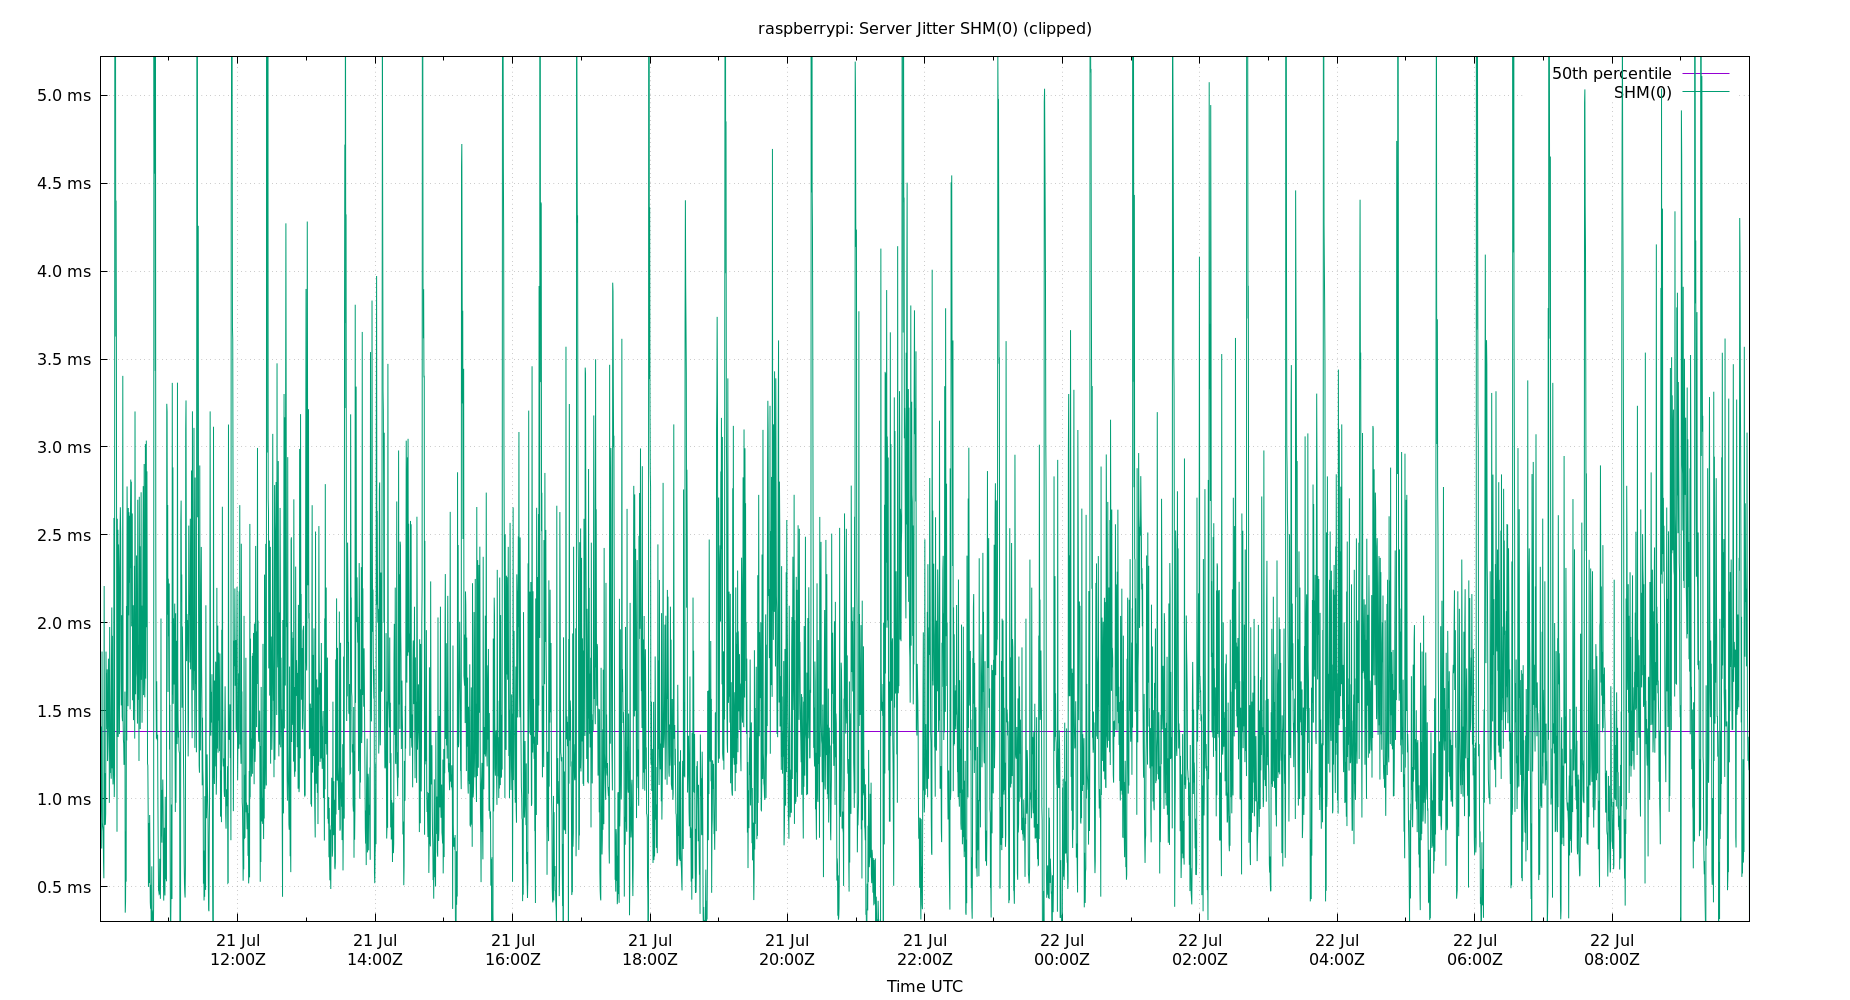 raspberrypi: Server Jitter SHM(0) (clipped)
50th percentile
SHM(0)
5.0 ms
4.5 ms
4.0 ms
3.5 ms
3.0 ms
2.5 ms
2.0 ms
1.5 ms
1.0 ms
0.5 ms
21 Jul 21 Jul 21 Jul 21 Jul 21 Jul 21 Jul 22 Jul 22 Jul 22 Jul 22 Jul 22 Jul
12:00Z 14:00Z 16:00Z 18:00Z 20:00Z 22:00Z 00:00Z 02:00Z 04:00Z 06:00Z 08:00Z
Time UTC